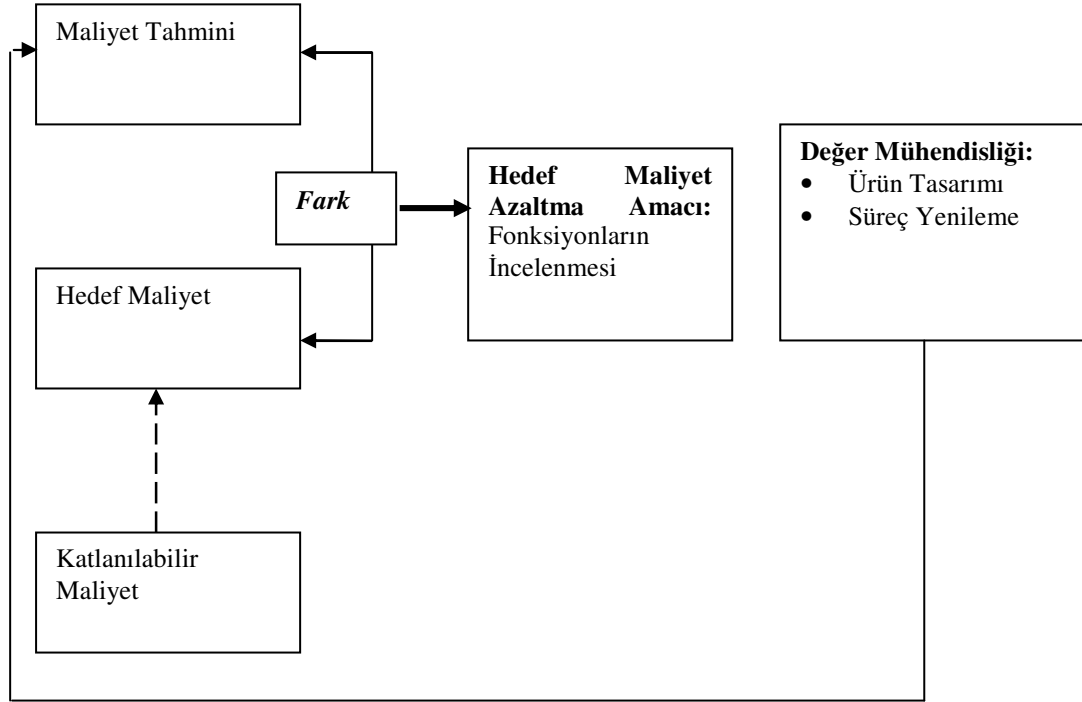 Maliyet Tahmini
Fark
Hedef Maliyet
Katlanılabilir
Maliyet
Hedef Maliyet
Azaltma Amacı:
Fonksiyonların
İncelenmesi
Değer Mühendisliği:
• Ürün Tasarımı
• Süreç Yenileme